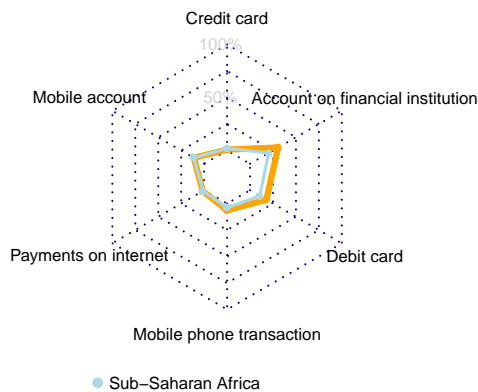 Credit card
100%
50%
Mobile account
Account on financial institution
Payments on internet
Debit card
Mobile phone transaction
Sub−Saharan Africa